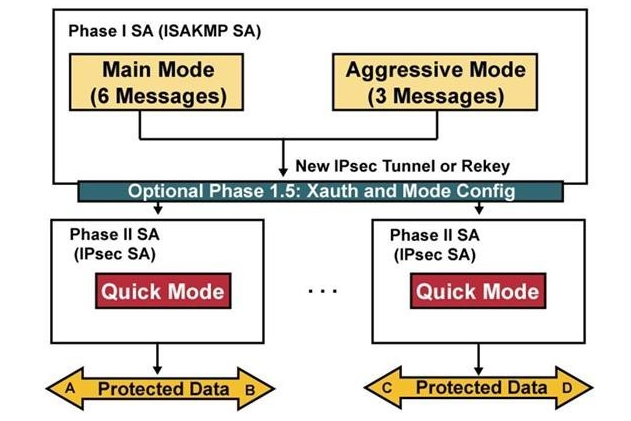 Phase I SA (ISAKMP SA)
Main Mode
(6 Messages)
Aggressive Mode
(3 Messages)
New IPsec Tunnel or Rekey
Optional Phase 1.5: Xauth and Mode Config
Phase II SA
(IPsec SA)
Quick Mode
. . .
Phase II SA
(IPsec SA)
Quick Mode
A Protected Data B
C Protected Data D